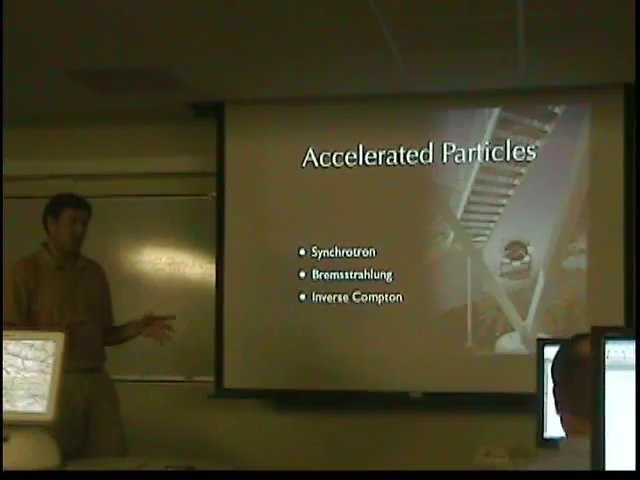 Accelerated Particles
Synchrotron
Bremsstrahlung
Inverse Compton